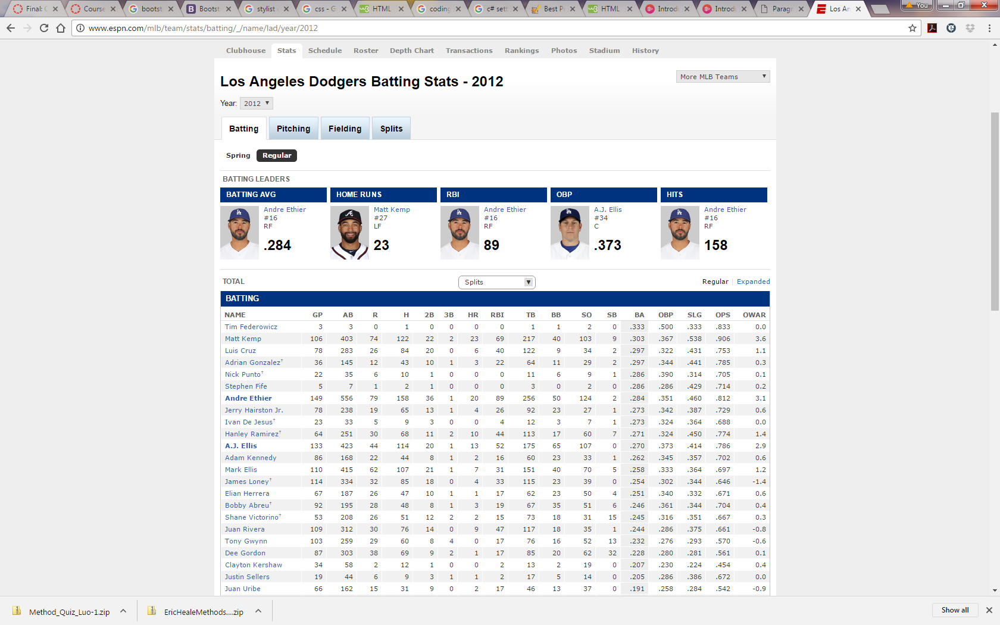 Final: C
Course
bootst
Bootst
stylist
css - G
HTML
coding
c# sett
Best P
HTML
Introd
Introd
Paragr
Los An
You
www.espn.com/mlb/team/stats/batting/_/name/lad/year/2012
Clubhouse Stats Schedule Roster Depth Chart Transactions Rankings Photos Stadium History
Los Angeles Dodgers Batting Stats - 2012
More MLB Teams
Year: 2012
Batting Pitching Fielding Splits
Spring Regular
BATTING LEADERS
BATTING AVG HOME RUNS RBI OBP HITS
Andre Ethier Matt Kemp Andre Ethier A.J. Ellis Andre Ethier
#16 #27 #16 #34 #16
RF LF RF C RF
.284 23 89 .373 158
TOTAL Splits Regular | Expanded
BATTING
NAME GP AB R H 2B 3B HR RBI TB BB SO SB BA OBP SLG OPS OWAR
Tim Federowicz 3 3 0 1 0 0 0 0 1 1 2 0 .333 .500 .333 .833 0.0
Matt Kemp 106 403 74 122 22 2 23 69 217 40 103 9 .303 .367 .538 .906 3.6
Luis Cruz 78 283 26 84 20 0 6 40 122 9 34 2 .297 .322 .431 .753 1.1
Adrian Gonzalez† 36 145 12 43 10 1 3 22 64 11 29 2 .297 .344 .441 .785 0.3
Nick Punto† 22 35 6 10 1 0 0 0 11 6 9 1 .286 .390 .314 .705 0.1
Stephen Fife 5 7 1 2 1 0 0 0 3 0 2 0 .286 .286 .429 .714 0.2
Andre Ethier 149 556 79 158 36 1 20 89 256 50 124 2 .284 .351 .460 .812 3.1
Jerry Hairston Jr. 78 238 19 65 13 1 4 26 92 23 27 1 .273 .342 .387 .729 0.6
Ivan De Jesus† 23 33 5 9 3 0 0 4 12 3 7 1 .273 .324 .364 .688 0.0
Hanley Ramirez† 64 251 30 68 11 2 10 44 113 17 60 7 .271 .324 .450 .774 1.4
A.J. Ellis 133 423 44 114 20 1 13 52 175 65 107 0 .270 .373 .414 .786 2.9
Adam Kennedy 86 168 22 44 8 1 2 16 60 23 33 1 .262 .345 .357 .702 0.6
Mark Ellis 110 415 62 107 21 1 7 31 151 40 70 5 .258 .333 .364 .697 1.2
James Loney† 114 334 32 85 18 0 4 33 115 23 39 0 .254 .302 .344 .646 -1.4
Elian Herrera 67 187 26 47 10 1 1 17 62 23 50 4 .251 .340 .332 .671 0.6
Bobby Abreu† 92 195 28 48 8 1 3 19 67 35 51 6 .246 .361 .344 .704 0.4
Shane Victorino† 53 208 26 51 12 2 2 15 73 18 31 15 .245 .316 .351 .667 0.3
Juan Rivera 109 312 30 76 14 0 9 47 117 18 35 1 .244 .286 .375 .661 -0.8
Tony Gwynn 103 259 29 60 8 4 0 17 76 16 52 13 .232 .276 .293 .570 -0.6
Dee Gordon 87 303 38 69 9 2 1 17 85 20 62 32 .228 .280 .281 .561 0.1
Clayton Kershaw 34 58 2 12 1 0 0 2 13 2 19 0 .207 .230 .224 .454 0.4
Justin Sellers 19 44 6 9 3 1 1 2 17 5 14 0 .205 .286 .386 .672 0.0
Juan Uribe 66 162 15 31 9 0 2 17 46 13 37 0 .191 .258 .284 .542 -0.9
Method_Quiz_Luo-1.zip EricHealeMethods....zip Show all